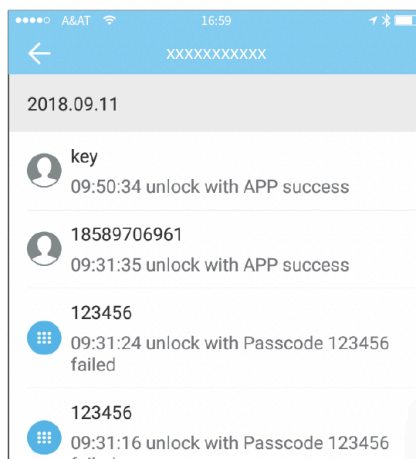 A&AT 16:59
XXXXXXXXXXX
2018.09.11
key
09:50:34 unlock with APP success
18589706961
09:31:35 unlock with APP success
123456
09:31:24 unlock with Passcode 123456
failed
123456
09:31:16 unlock with Passcode 123456